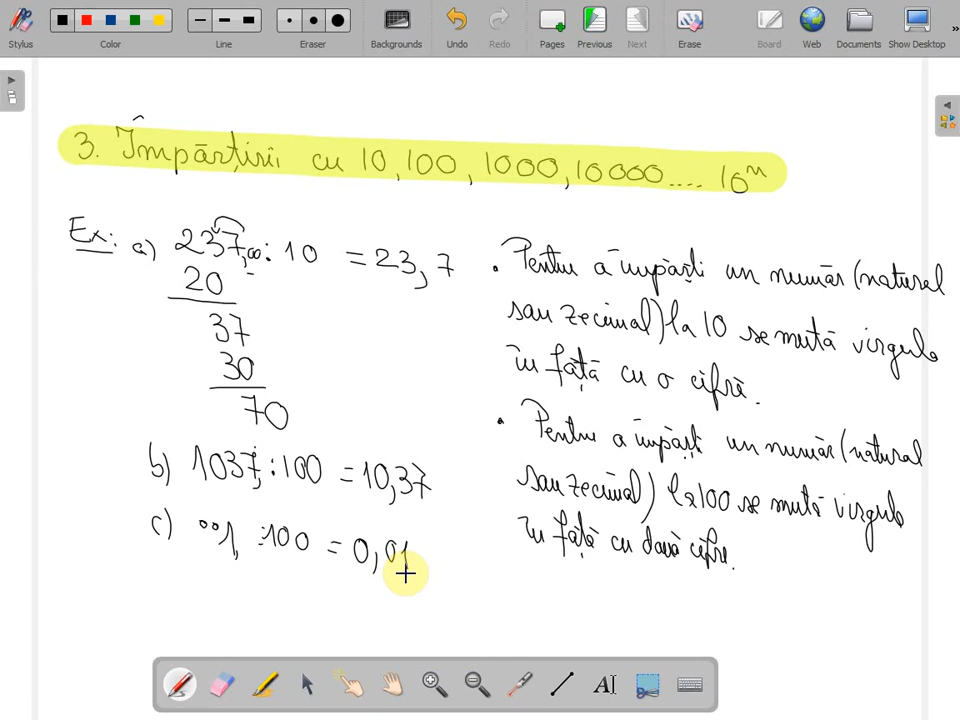 Color
Line
Eraser
Stylus
Backgrounds
Undo
Redo
Pages
Previous
Next
Erase
Board
Web
Documents
Show Desktop
3. Împărțirii cu 10, 100, 1000, 10000.... 10ⁿ
Ex: a) 237,00 : 10 = 23,7
20
37
30
70
b) 1037, : 100 = 10,37
c) 001, : 100 = 0,01
. Pentru a împărți un număr (natural
sau zecimal) la 10 se mută virgula
în față cu o cifră.
. Pentru a împărți un număr (natural
sau zecimal) la 100 se mută virgula
în față cu două cifre.